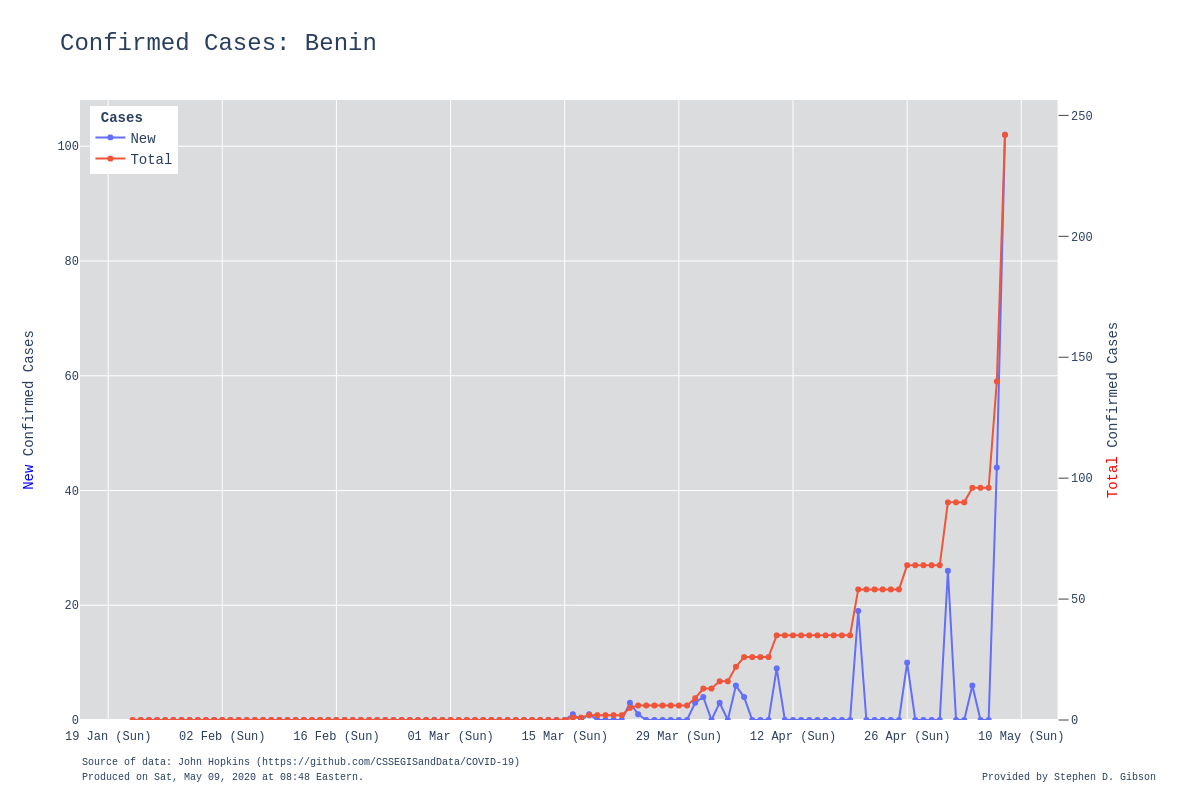 Confirmed Cases: Benin
Cases
New
Total
100
80
60
40
20
0
250
200
150
100
50
0
New Confirmed Cases
Total Confirmed Cases
19 Jan (Sun)
02 Feb (Sun)
16 Feb (Sun)
01 Mar (Sun)
15 Mar (Sun)
29 Mar (Sun)
12 Apr (Sun)
26 Apr (Sun)
10 May (Sun)
Source of data: John Hopkins (https://github.com/CSSEGISandData/COVID-19)
Produced on Sat, May 09, 2020 at 08:48 Eastern.
Provided by Stephen D. Gibson